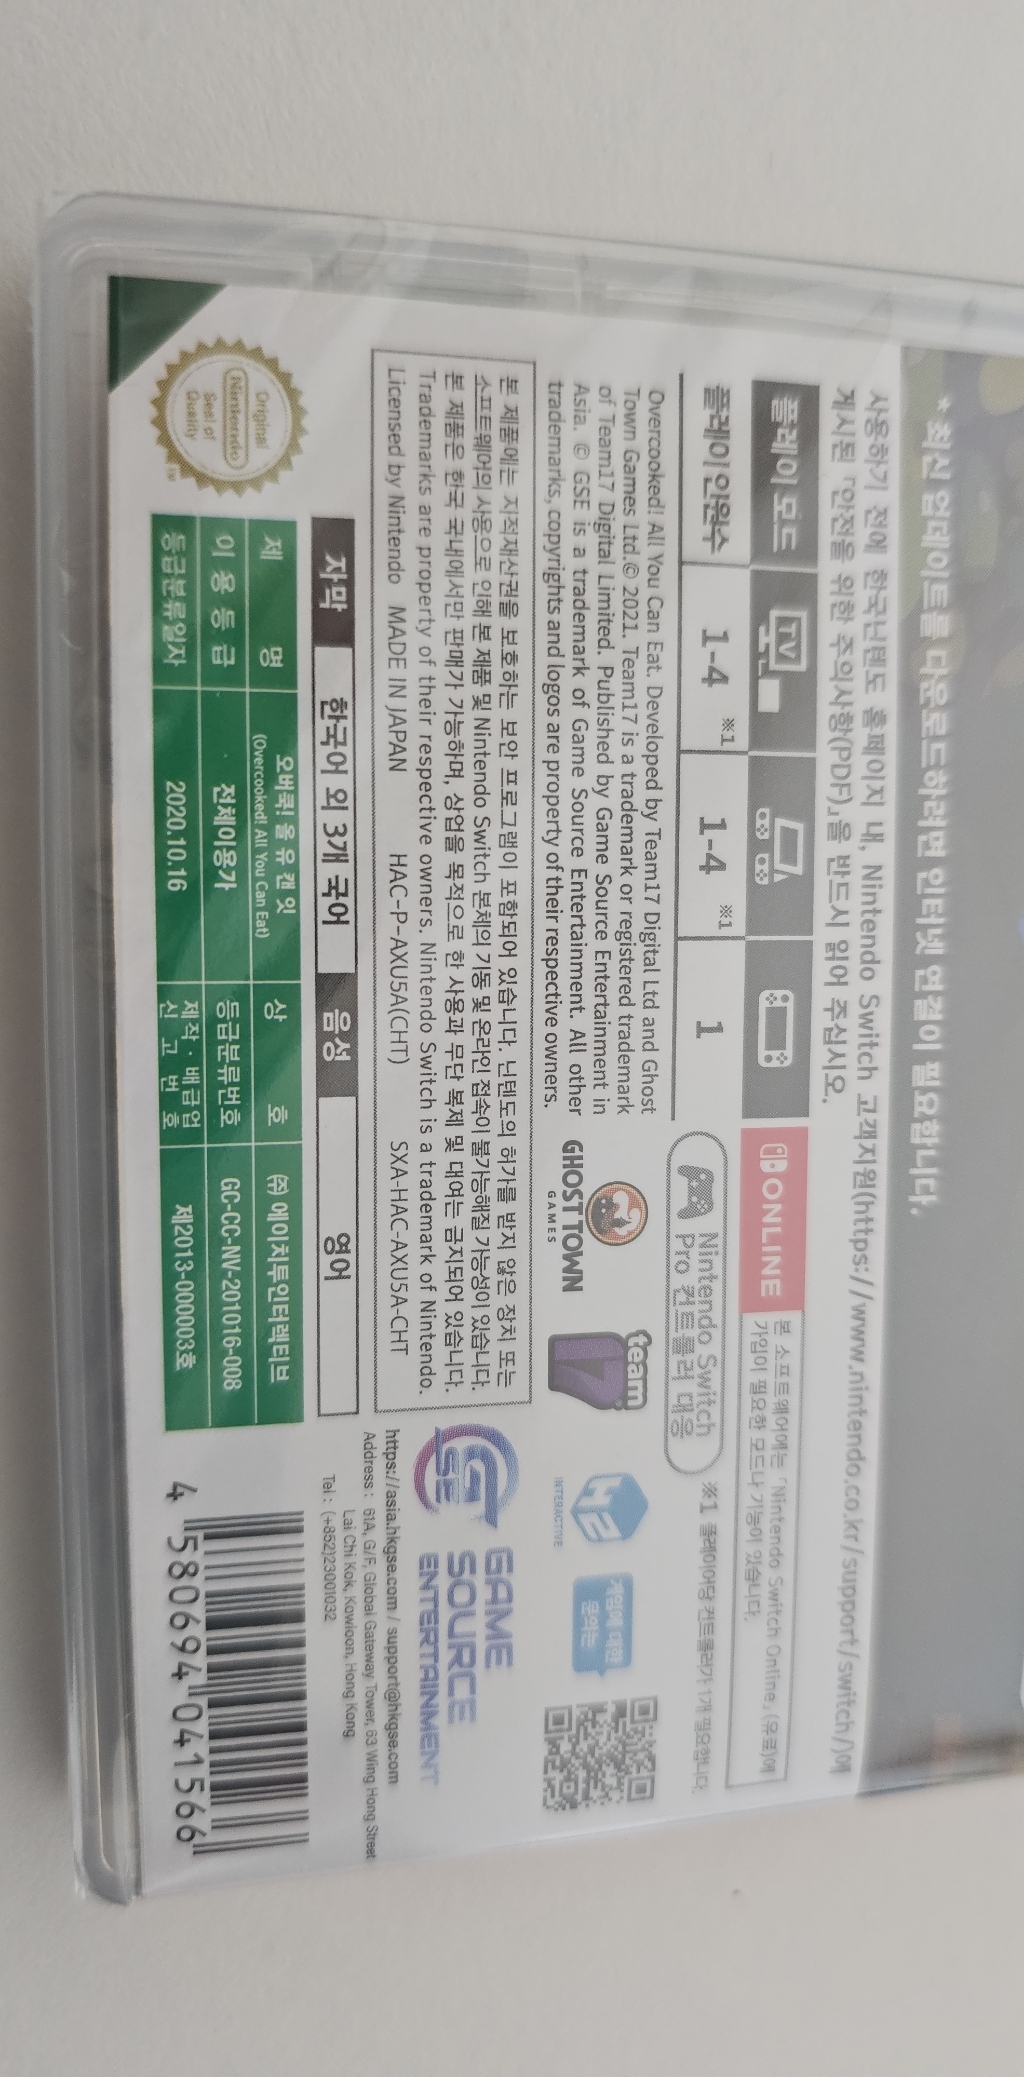 *최신 업데이트를 다운로드하려면 인터넷 연결이 필요합니다.
사용하기 전에 한국닌텐도 홈페이지 내, Nintendo Switch 고객지원(https://www.nintendo.co.kr/support/switch/)에
게시된 「안전을 위한 주의사항(PDF)」을 반드시 읽어 주십시오.
플레이 모드
TV
플레이 인원수
1-4 ※1
1-4 ※1
1
ONLINE
본 소프트웨어에는 「Nintendo Switch Online」(유료)에
가입이 필요한 모드나 기능이 있습니다.
Nintendo Switch
Pro 컨트롤러 대응
※1 플레이어당 컨트롤러가 1개 필요합니다.
Overcooked! All You Can Eat. Developed by Team17 Digital Ltd and Ghost
Town Games Ltd.© 2021. Team17 is a trademark or registered trademark
of Team17 Digital Limited. Published by Game Source Entertainment in
Asia. © GSE is a trademark of Game Source Entertainment. All other
trademarks, copyrights and logos are property of their respective owners.
GHOST TOWN
GAMES
team
17
H2
INTERACTIVE
게임에 대한
문의는
본 제품에는 지적재산권을 보호하는 보안 프로그램이 포함되어 있습니다. 닌텐도의 허가를 받지 않은 장치 또는
소프트웨어의 사용으로 인해 본 제품 및 Nintendo Switch 본체의 기동 및 온라인 접속이 불가능해질 가능성이 있습니다.
본 제품은 한국 국내에서만 판매가 가능하며, 상업을 목적으로 한 사용과 무단 복제 및 대여는 금지되어 있습니다.
Trademarks are property of their respective owners. Nintendo Switch is a trademark of Nintendo.
Licensed by Nintendo MADE IN JAPAN HAC-P-AXU5A(CHT) SXA-HAC-AXU5A-CHT
GSE
GAME
SOURCE
ENTERTAINMENT
https://asia.hkgse.com / support@hkgse.com
Address : 61A, G/F, Global Gateway Tower, 63 Wing Hong Street
Lai Chi Kok, Kowloon, Hong Kong
Tel : (+852)23001032
자막 한국어 외 3개 국어 음성 영어
Original
Nintendo
Seal of
Quality
TM
제 명 오버쿡! 올 유 캔 잇 상 호 ㈜ 에이치투인터렉티브
(Overcooked! All You Can Eat)
이 용 등 급 전체이용가 등급분류번호 GC-CC-NV-201016-008
등급분류일자 2020.10.16 제작 · 배급업 제2013-000003호
신 고 번 호
4 580694 041566